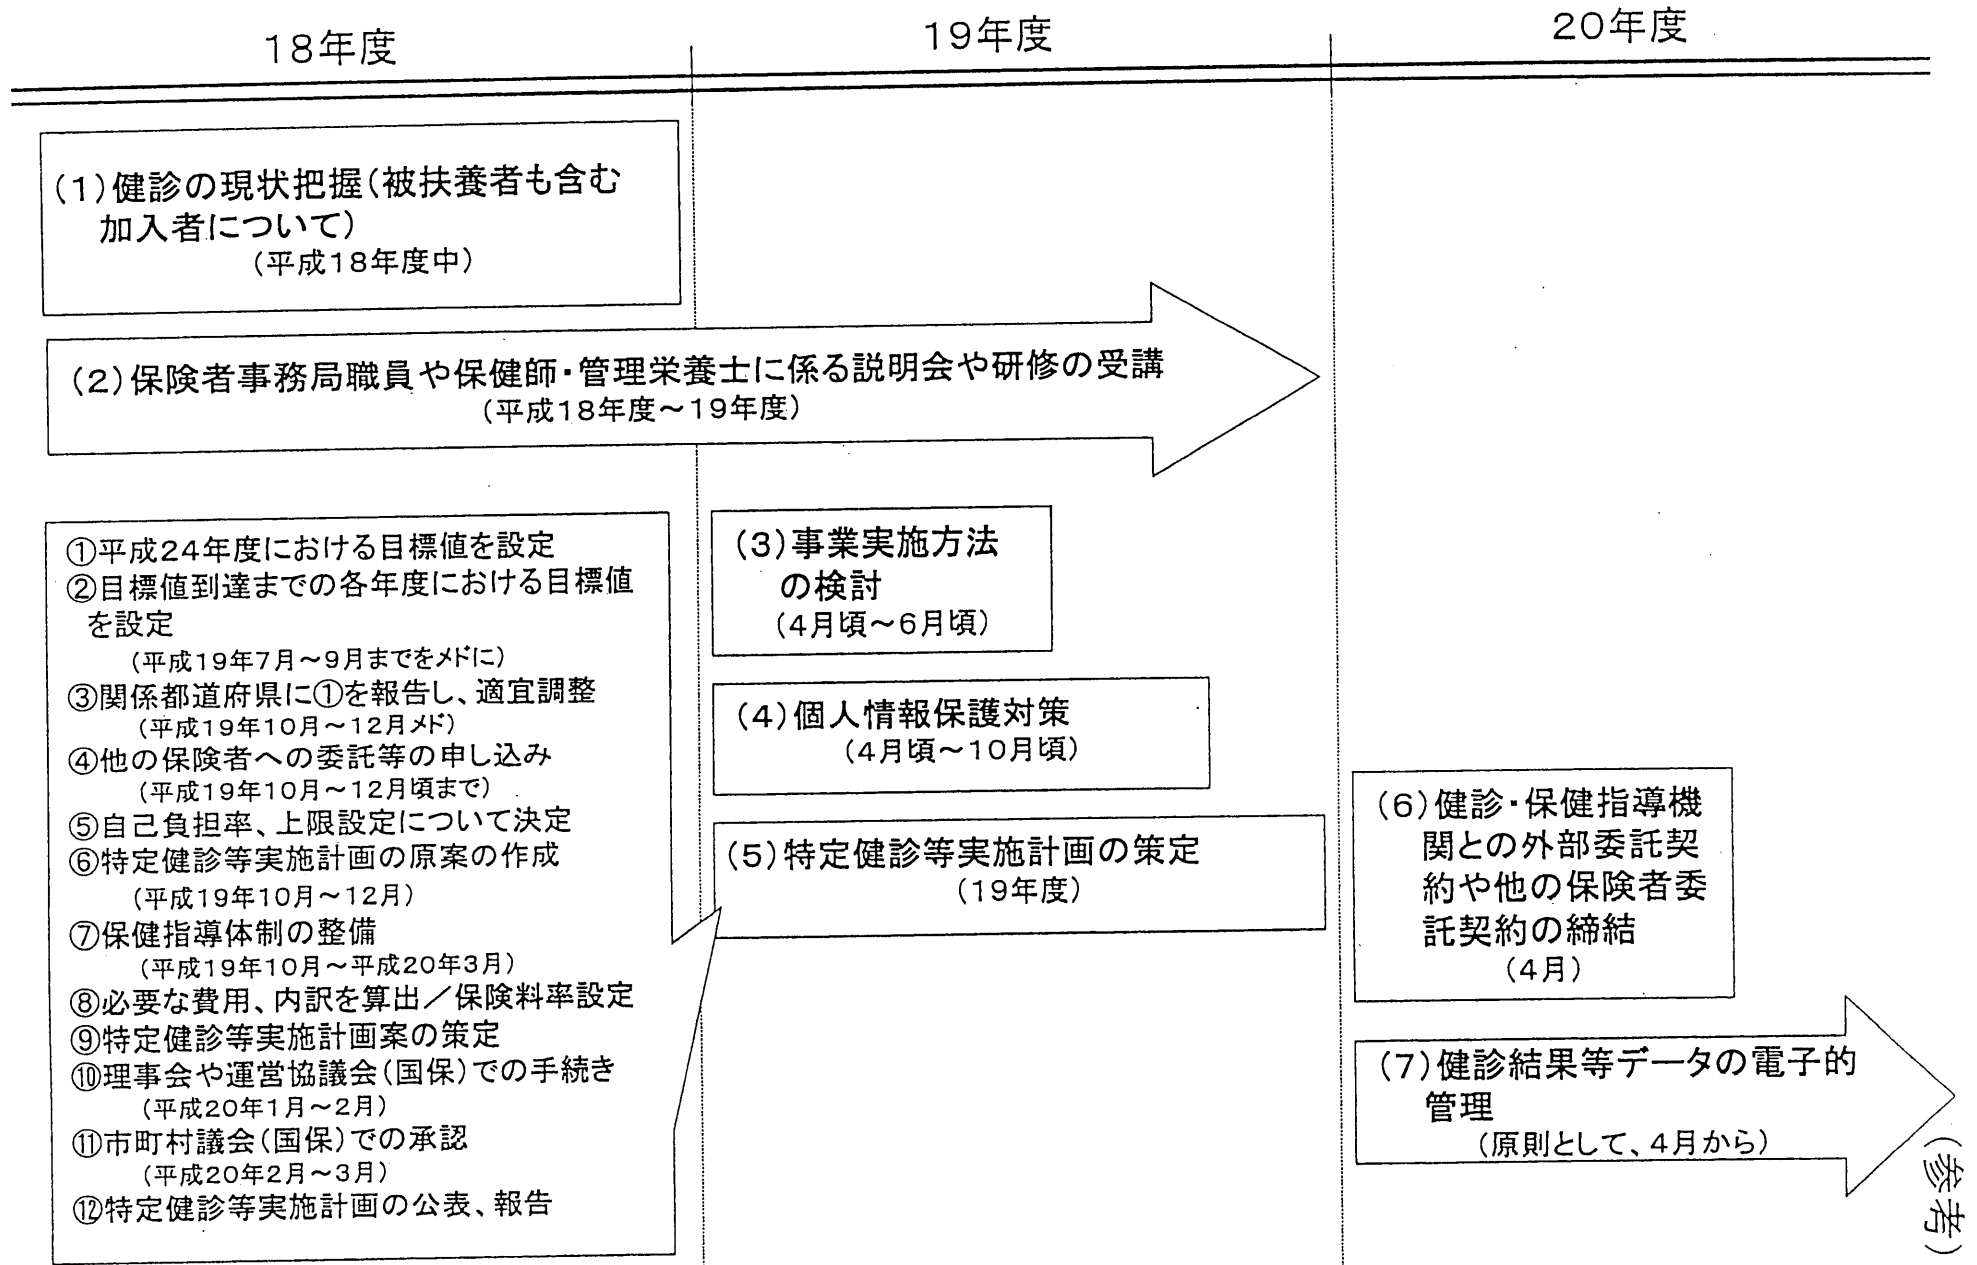 18年度
19年度
20年度
(1)健診の現状把握(被扶養者も含む
加入者について)
(平成18年度中)
(2)保険者事務局職員や保健師・管理栄養士に係る説明会や研修の受講
(平成18年度～19年度)
①平成24年度における目標値を設定
②目標値到達までの各年度における目標値
を設定
(平成19年7月～9月までをメドに)
③関係都道府県に①を報告し、適宜調整
(平成19年10月～12月メド)
④他の保険者への委託等の申し込み
(平成19年10月～12月頃まで)
⑤自己負担率、上限設定について決定
⑥特定健診等実施計画の原案の作成
(平成19年10月～12月)
⑦保健指導体制の整備
(平成19年10月～平成20年3月)
⑧必要な費用、内訳を算出／保険料率設定
⑨特定健診等実施計画案の策定
⑩理事会や運営協議会(国保)での手続き
(平成20年1月～2月)
⑪市町村議会(国保)での承認
(平成20年2月～3月)
⑫特定健診等実施計画の公表、報告
(3)事業実施方法
の検討
(4月頃～6月頃)
(4)個人情報保護対策
(4月頃～10月頃)
(5)特定健診等実施計画の策定
(19年度)
(6)健診・保健指導機
関との外部委託契
約や他の保険者委
託契約の締結
(4月)
(7)健診結果等データの電子的
管理
(原則として、4月から)
(参考)